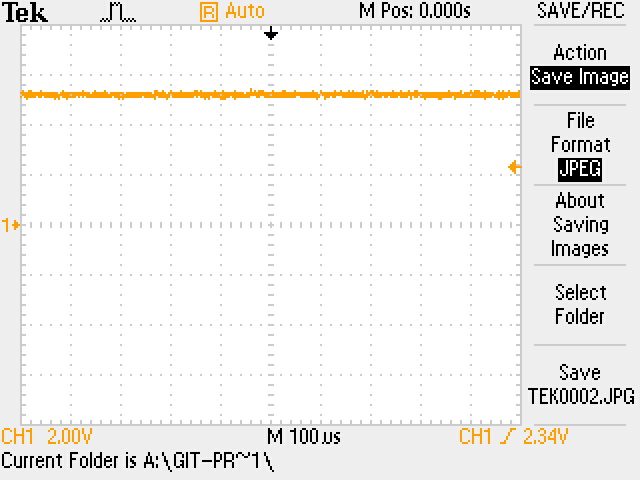 Tek R Auto M Pos: 0.000s SAVE/REC
Action
Save Image
File
Format
JPEG
About
Saving
Images
Select
Folder
Save
TEK0002.JPG
1
CH1 2.00V M 100µs CH1 2.34V
Current Folder is A:\GIT-PR~1\